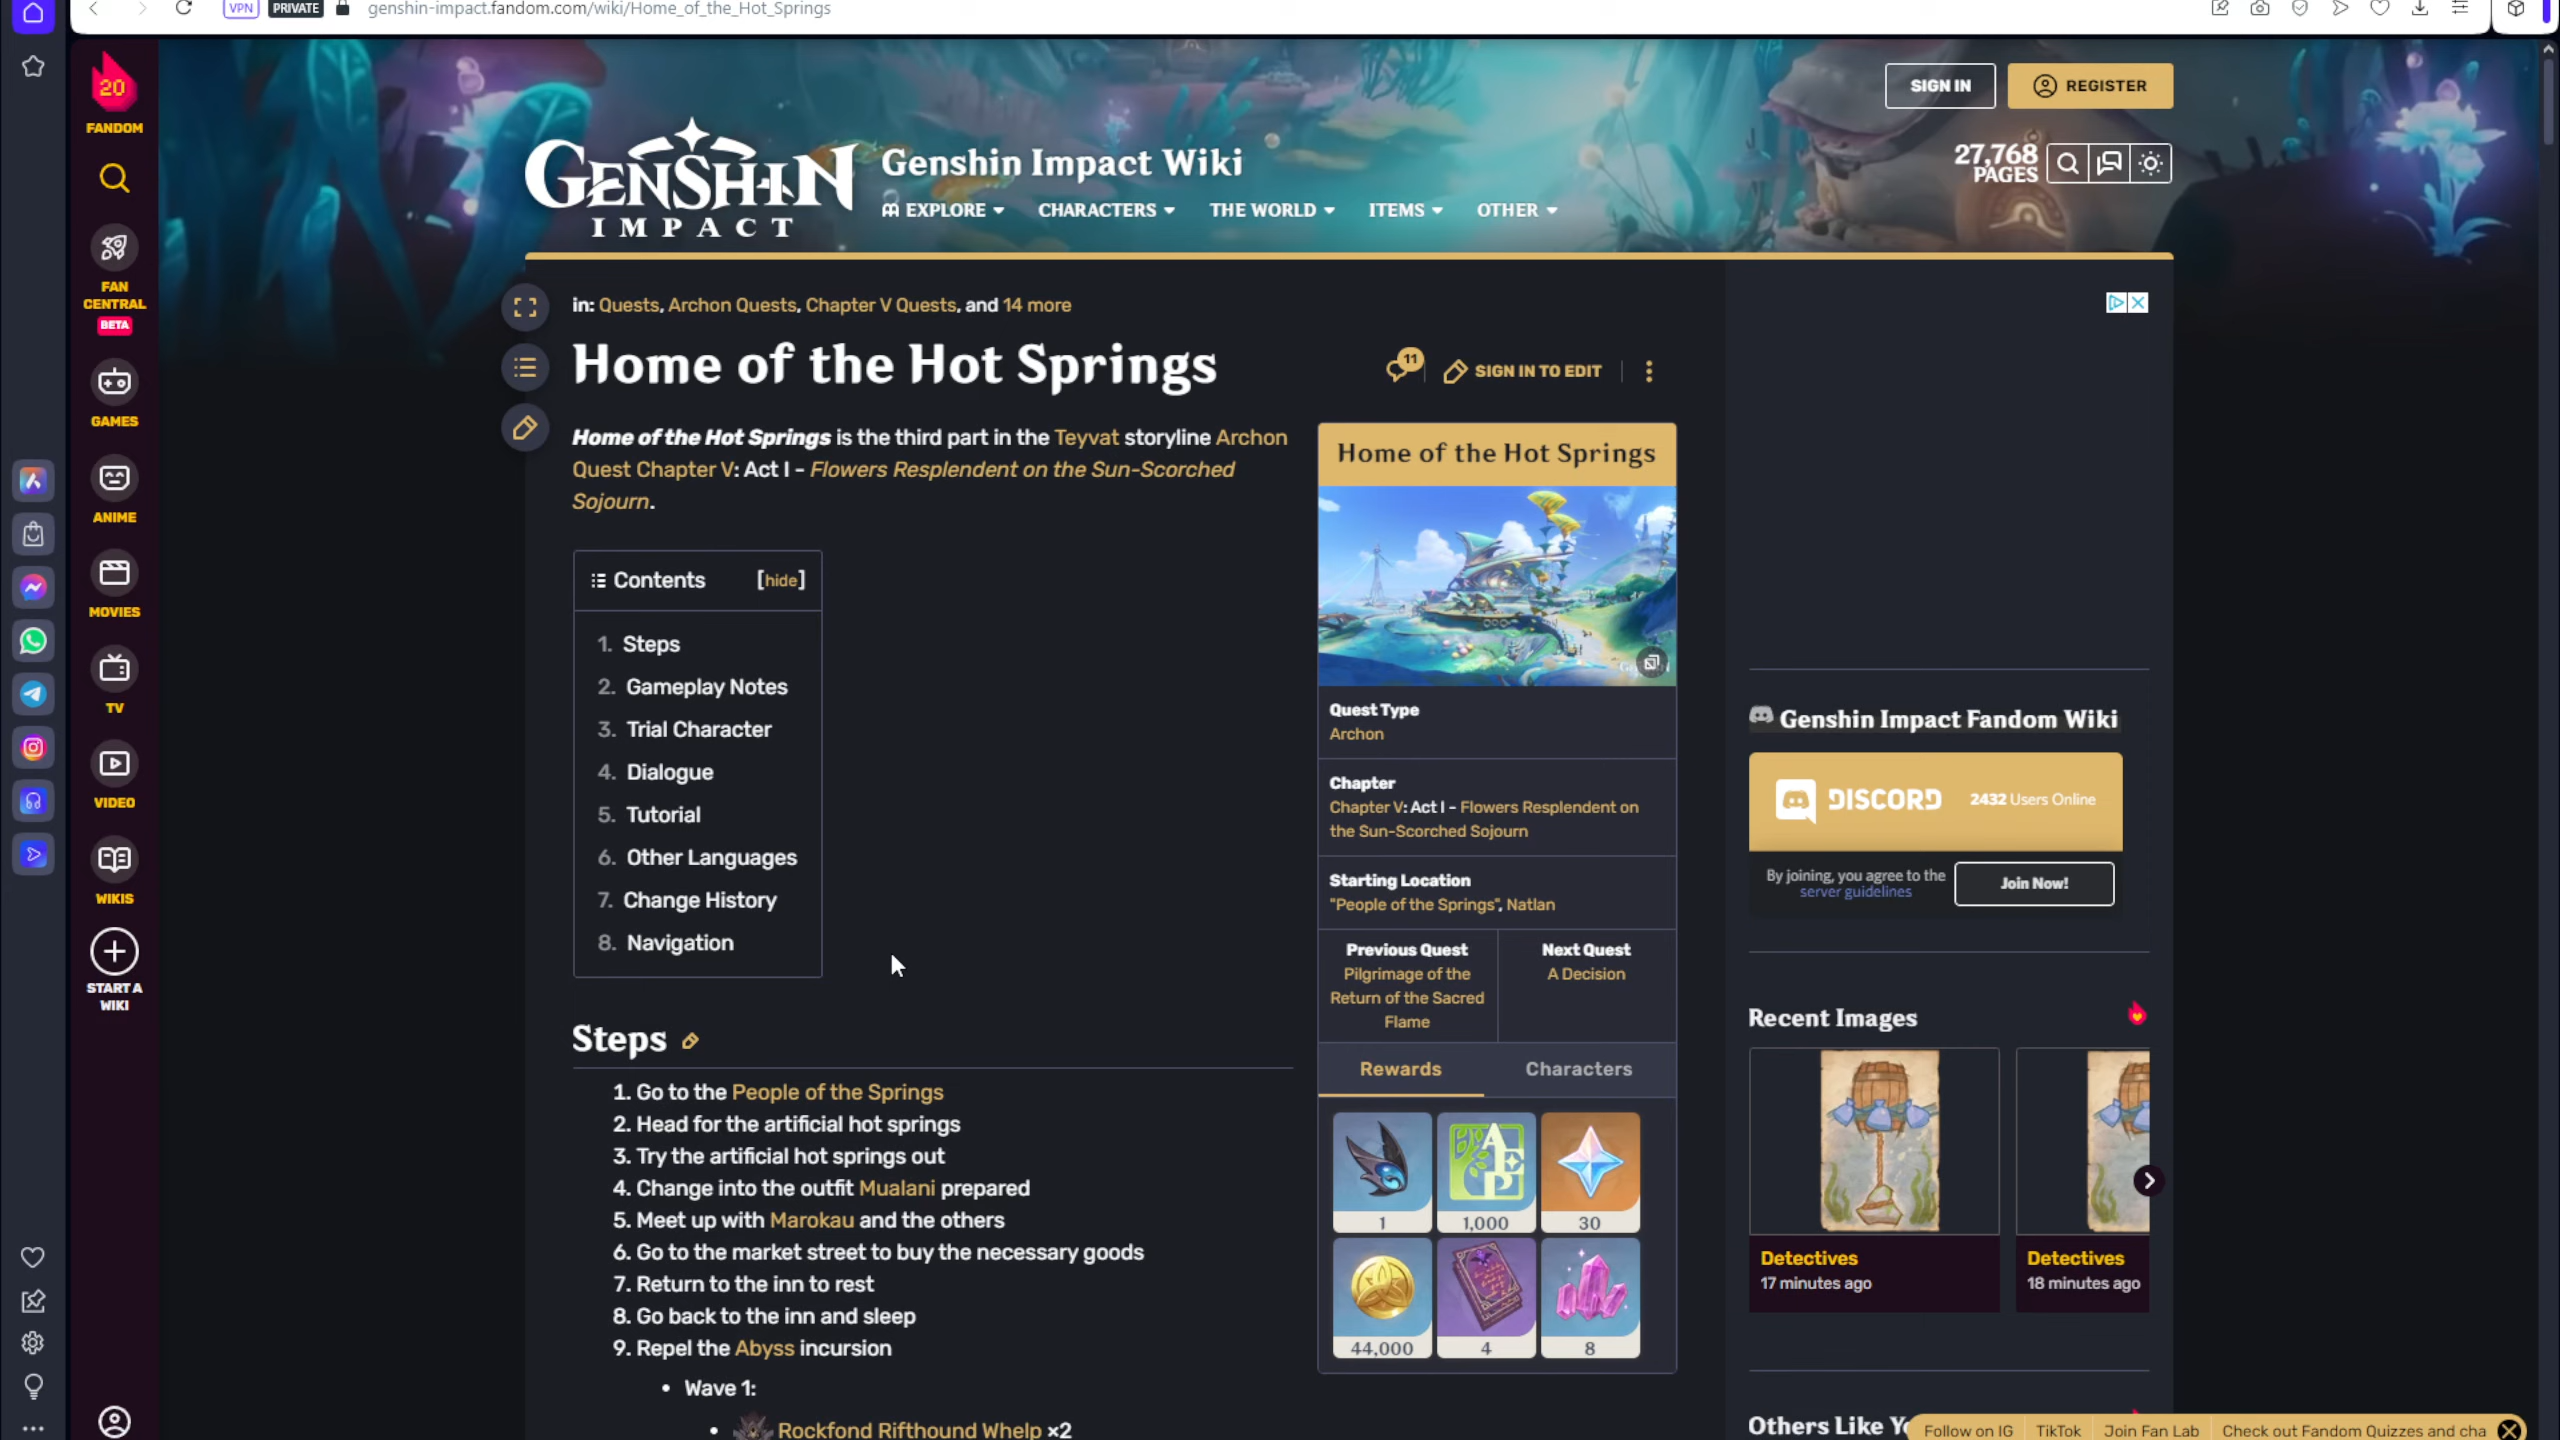 VPN
PRIVATE
genshin-impact.fandom.com/wiki/Home_of_the_Hot_Springs
20
FANDOM
FAN
CENTRAL
BETA
GAMES
ANIME
MOVIES
TV
VIDEO
WIKIS
START A
WIKI
SIGN IN
REGISTER
GENSHIN
IMPACT
Genshin Impact Wiki
27,768
PAGES
EXPLORE
CHARACTERS
THE WORLD
ITEMS
OTHER
in: Quests, Archon Quests, Chapter V Quests, and 14 more
Home of the Hot Springs
11
SIGN IN TO EDIT
Home of the Hot Springs is the third part in the Teyvat storyline Archon
Quest Chapter V: Act I - Flowers Resplendent on the Sun-Scorched
Sojourn.
Contents [hide]
1. Steps
2. Gameplay Notes
3. Trial Character
4. Dialogue
5. Tutorial
6. Other Languages
7. Change History
8. Navigation
Steps
1. Go to the People of the Springs
2. Head for the artificial hot springs
3. Try the artificial hot springs out
4. Change into the outfit Mualani prepared
5. Meet up with Marokau and the others
6. Go to the market street to buy the necessary goods
7. Return to the inn to rest
8. Go back to the inn and sleep
9. Repel the Abyss incursion
• Wave 1:
• Rockfond Rifthound Whelp ×2
Home of the Hot Springs
Quest Type
Archon
Chapter
Chapter V: Act I - Flowers Resplendent on
the Sun-Scorched Sojourn
Starting Location
"People of the Springs", Natlan
Previous Quest
Pilgrimage of the
Return of the Sacred
Flame
Next Quest
A Decision
Rewards
Characters
AEP
1
1,000
30
44,000
4
8
Genshin Impact Fandom Wiki
DISCORD
2432 Users Online
By joining, you agree to the
server guidelines
Join Now!
Recent Images
Detectives
17 minutes ago
Detectives
18 minutes ago
Others Like Y
Follow on IG
TikTok
Join Fan Lab
Check out Fandom Quizzes and cha